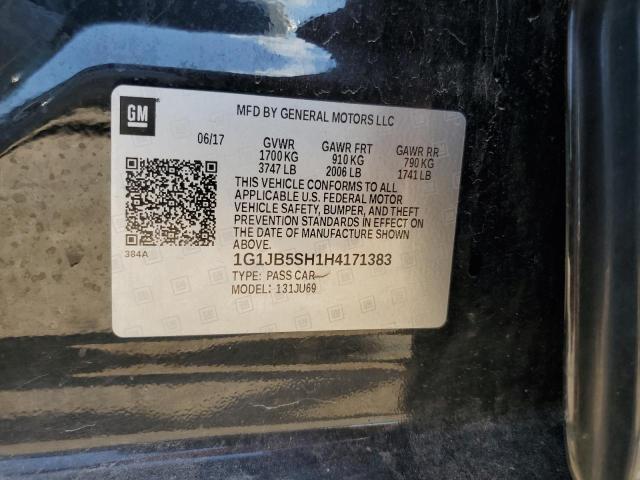 GM
MFD BY GENERAL MOTORS LLC
06/17 GVWR GAWR FRT GAWR RR
1700 KG 910 KG 790 KG
3747 LB 2006 LB 1741 LB
THIS VEHICLE CONFORMS TO ALL
APPLICABLE U.S. FEDERAL MOTOR
VEHICLE SAFETY, BUMPER, AND THEFT
PREVENTION STANDARDS IN EFFECT ON
THE DATE OF MANUFACTURE SHOWN
ABOVE.
384A
1G1JB5SH1H4171383
TYPE: PASS CAR
MODEL: 131JU69